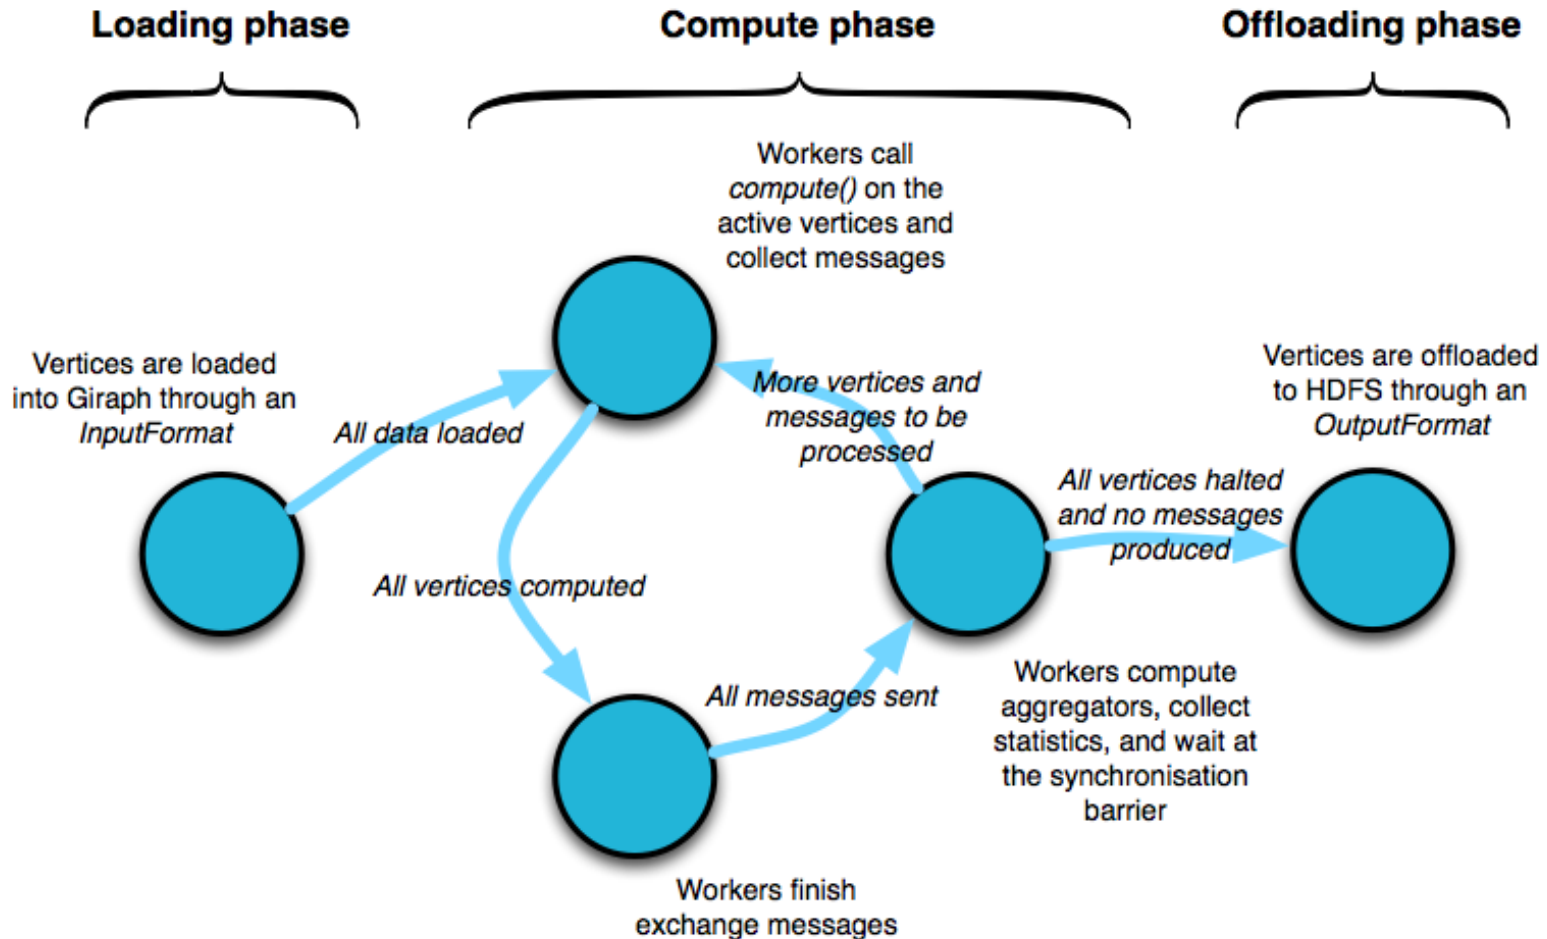 Loading phase
Compute phase
Offloading phase
Workers call
compute() on the
active vertices and
collect messages
Vertices are loaded
into Giraph through an
InputFormat
All data loaded
More vertices and
messages to be
processed
Vertices are offloaded
to HDFS through an
OutputFormat
All vertices halted
and no messages
produced
All vertices computed
All messages sent
Workers compute
aggregators, collect
statistics, and wait at
the synchronisation
barrier
Workers finish
exchange messages